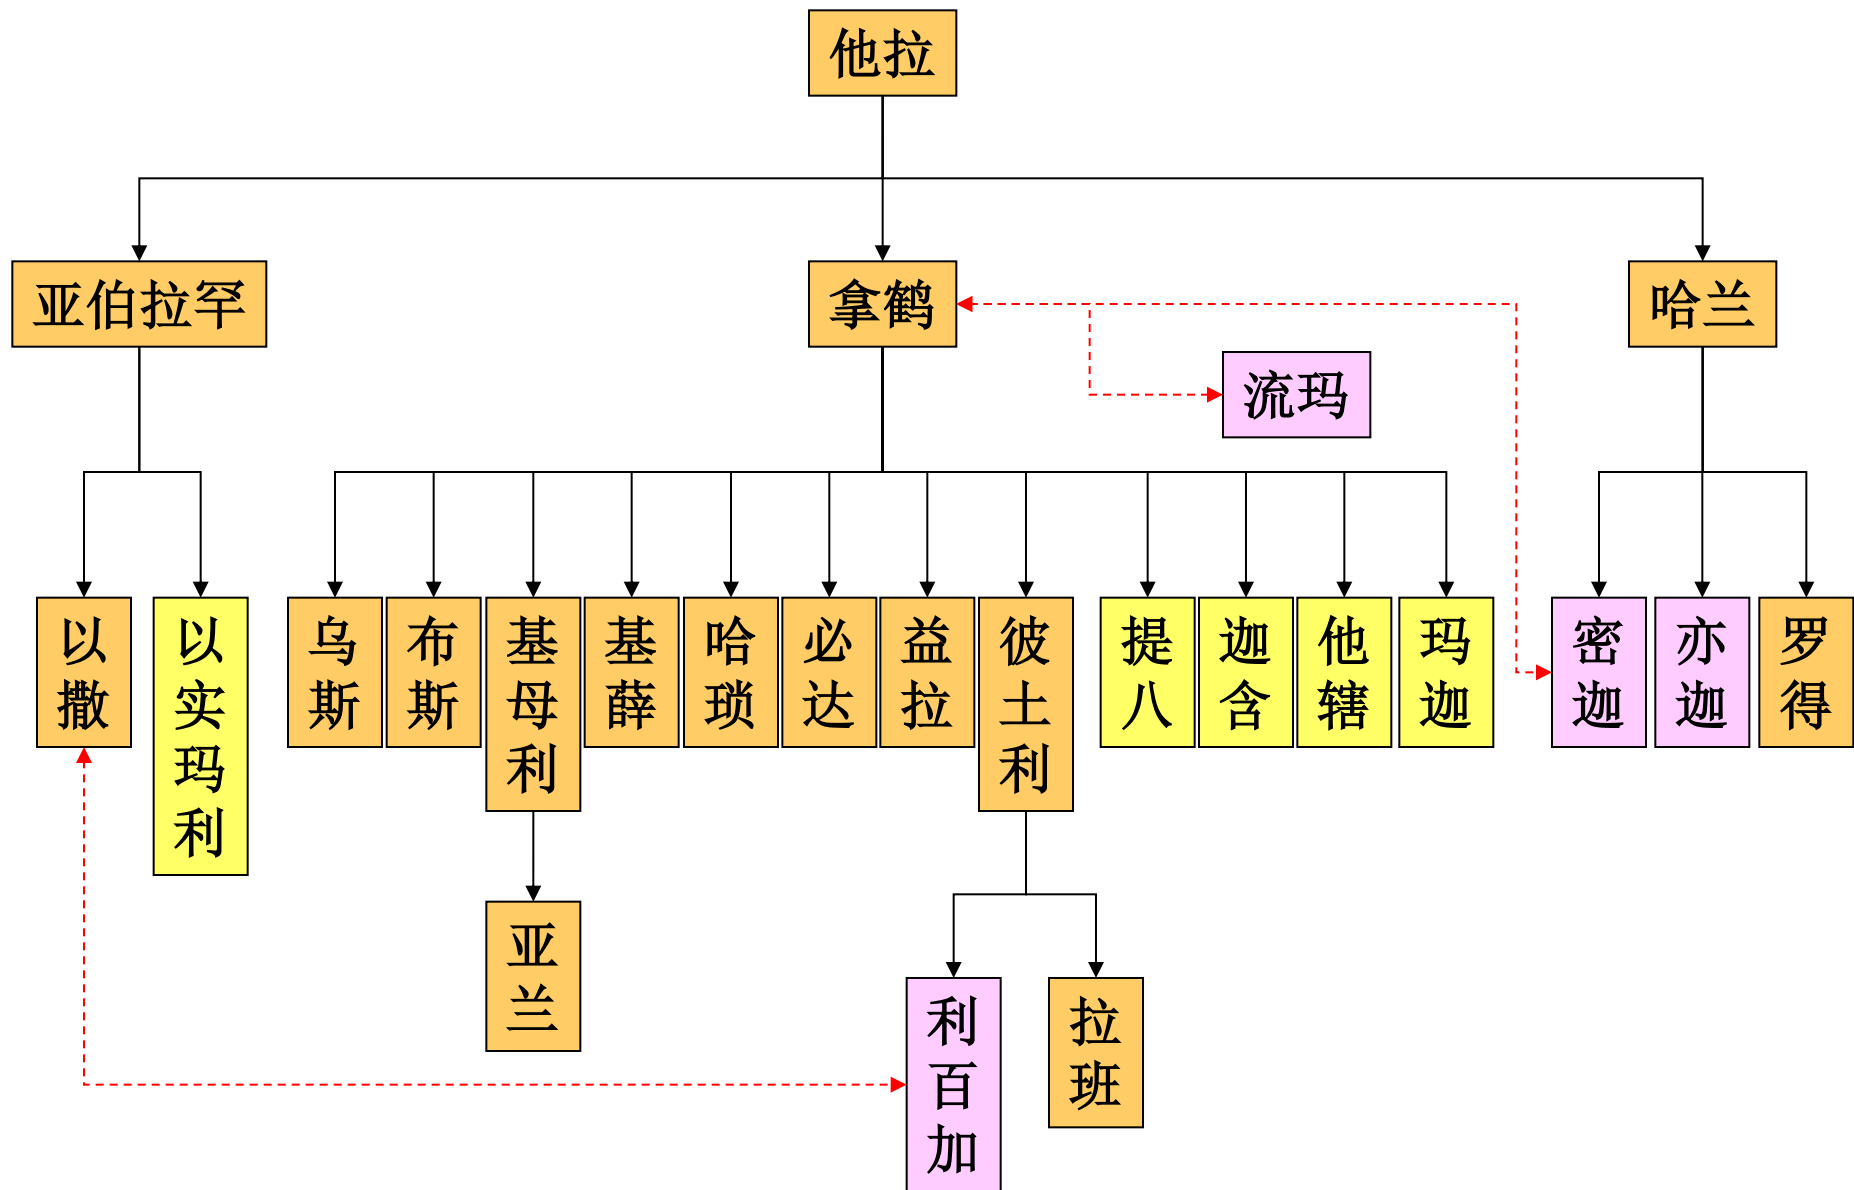 他拉
亚伯拉罕
拿鹤
哈兰
流玛
以撒
以实玛利
乌斯
布斯
基母利
基薛
哈琐
必达
益拉
彼土利
提八
迦含
他辖
玛迦
密迦
亦迦
罗得
亚兰
利百加
拉班